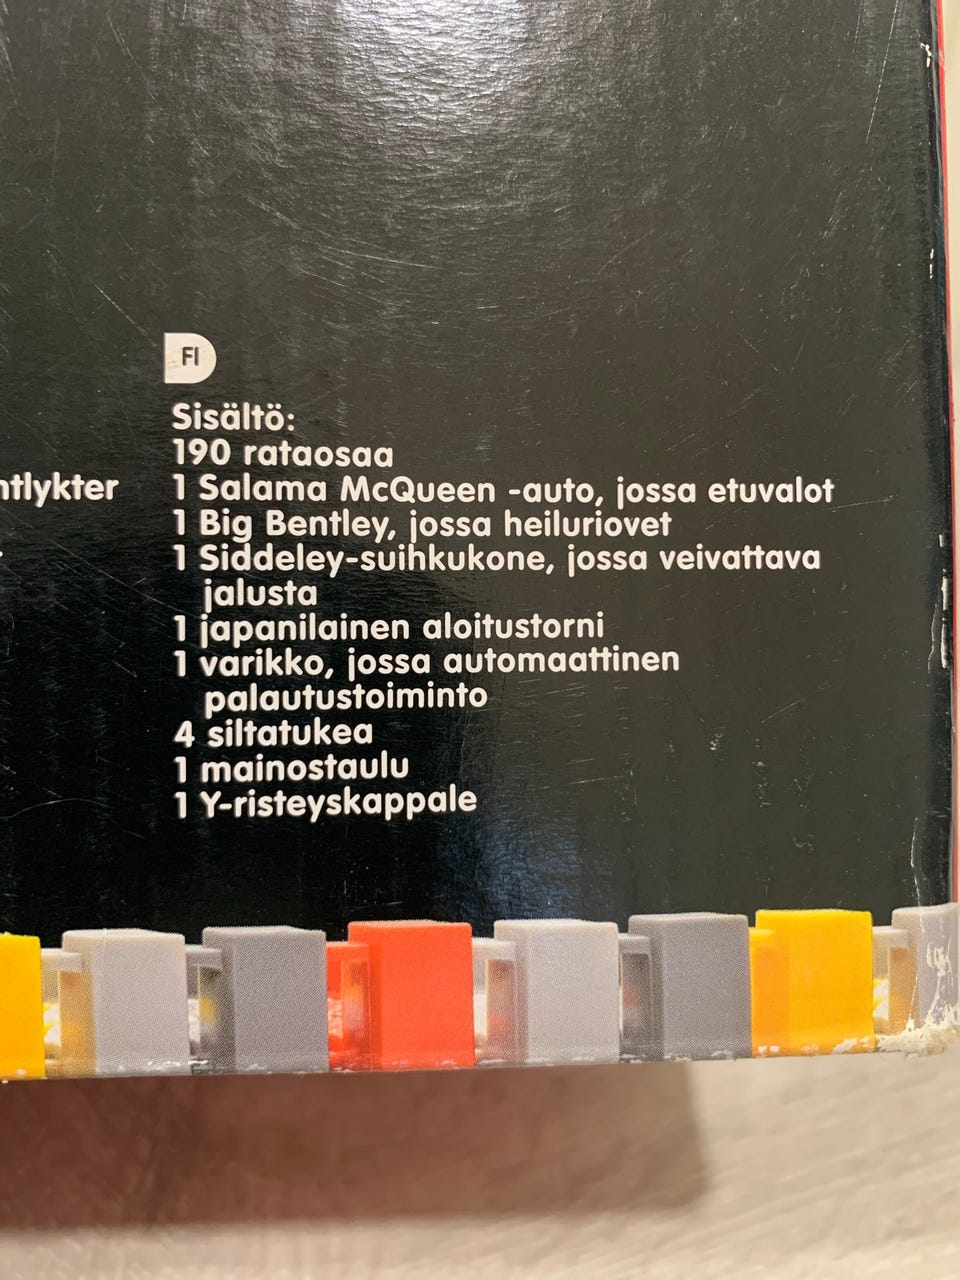 FI
Sisältö:
190 rataosaa
1 Salama McQueen -auto, jossa etuvalot
1 Big Bentley, jossa heiluriovet
1 Siddeley-suihkukone, jossa veivattava
jalusta
1 japanilainen aloitustorni
1 varikko, jossa automaattinen
palautustoiminto
4 siltatukea
1 mainostaulu
1 Y-risteyskappale